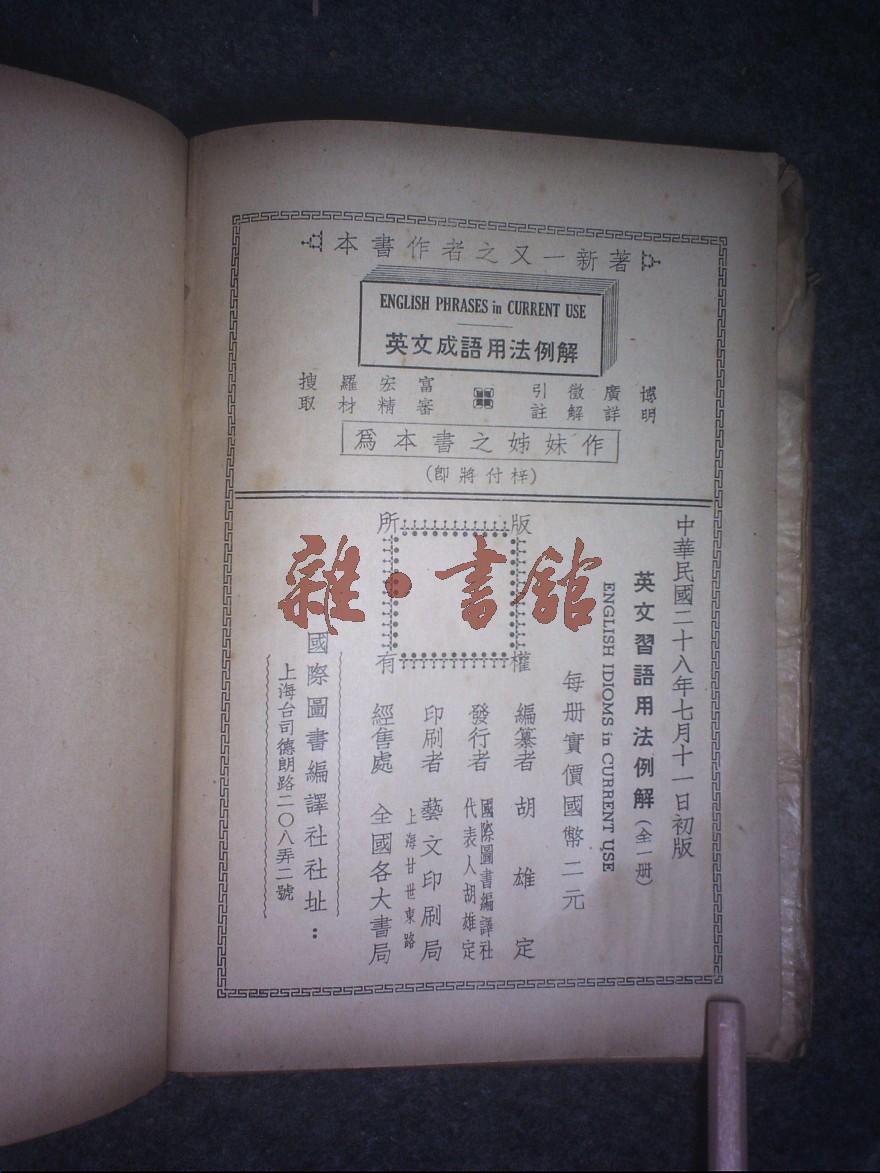 本書作者之又一新著
ENGLISH PHRASES in CURRENT USE
英文成語用法例解
搜羅宏富 引徵廣博
取材精審 註解詳明
爲本書之姊妹作
(卽將付梓)
中華民國二十八年七月十一日初版
英文習語用法例解(全一册)
ENGLISH IDIOMS in CURRENT USE
每册實價國幣二元
版權
所有
編纂者 胡雄定
發行者 國際圖書編譯社
代表人胡雄定
印刷者 藝文印刷局
上海甘世東路
經售處 全國各大書局
國際圖書編譯社社址：
上海台司德朗路二〇八弄二號
雜·書館